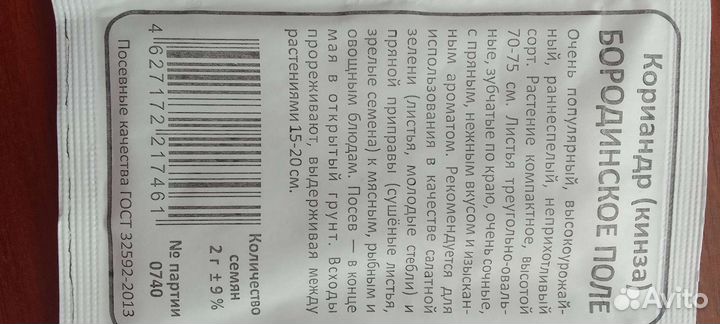 Кориандр (кинза)
БОРОДИНСКОЕ ПОЛЕ
Очень популярный, высокоурожай-
ный, раннеспелый, неприхотливый
сорт. Растение компактное, высотой
70-75 см. Листья треугольно-оваль-
ные, зубчатые по краю, очень сочные,
с пряным, нежным вкусом и изыскан-
ным ароматом. Рекомендуется для
использования в качестве салатной
зелени (листья, молодые стебли) и
пряной приправы (сушёные листья,
зрелые семена) к мясным, рыбным и
овощным блюдам. Посев — в конце
мая в открытый грунт. Всходы
прореживают, выдерживая между
растениями 15-20 см.
Количество
семян
2 г ± 9 %
№ партии
0740
4 627172 217461
Посевные качества ГОСТ 32592-2013
Avito